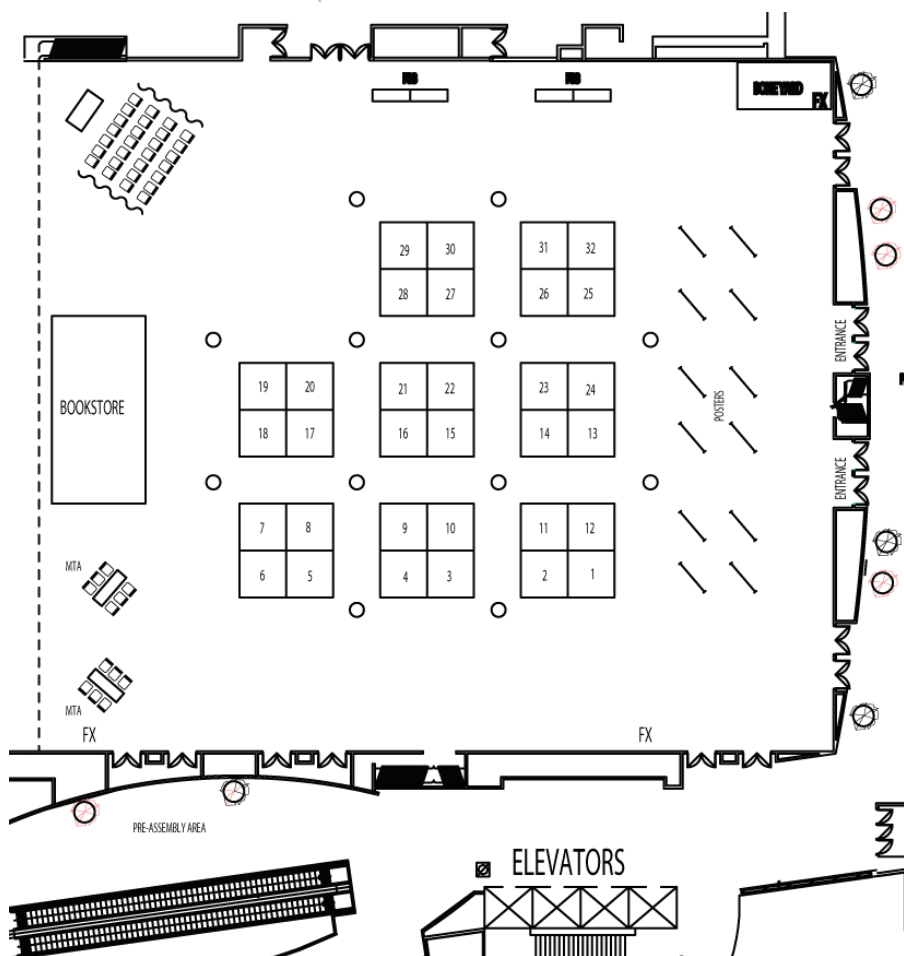 BONEYARD
FX
29 30 31 32
28 27 26 25
ENTRANCE
19 20 21 22 23 24
BOOKSTORE
POSTERS
18 17 16 15 14 13
ENTRANCE
7 8 9 10 11 12
MTA
6 5 4 3 2 1
MTA
FX FX
PRE-ASSEMBLY AREA
ELEVATORS